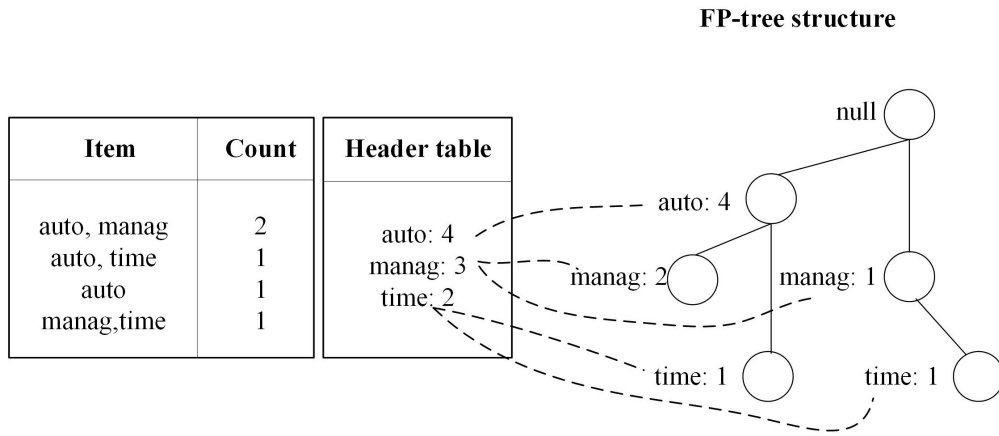 FP-tree structure
null
Item Count Header table
auto: 4
auto, manag 2
auto, time 1
auto 1
manag,time 1
auto: 4
manag: 3
time: 2
manag: 2
manag: 1
time: 1
time: 1